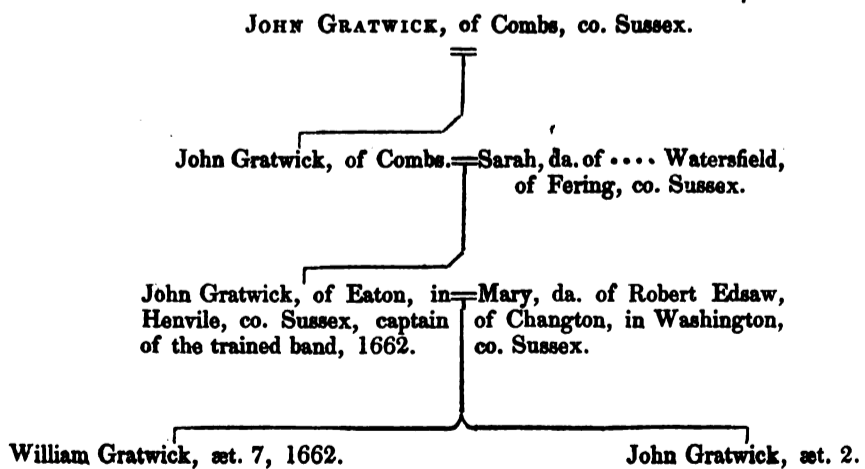 JOHN GRATWICK, of Combs, co. Sussex.
John Gratwick, of Combs.=Sarah, da. of .... Watersfield,
of Fering, co. Sussex.
John Gratwick, of Eaton, in=Mary, da. of Robert Edsaw,
Henvile, co. Sussex, captain of Changton, in Washington,
of the trained band, 1662. co. Sussex.
William Gratwick, æt. 7, 1662. John Gratwick, æt. 2.